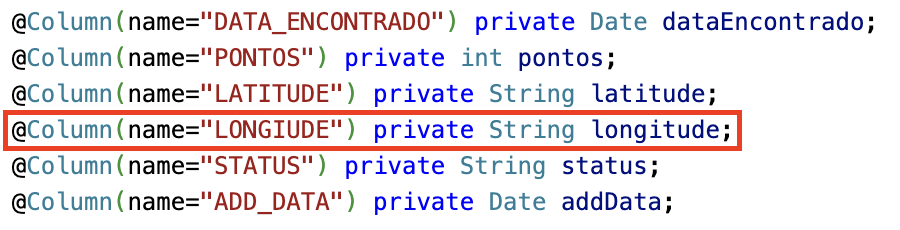 @Column(name="DATA_ENCONTRADO") private Date dataEncontrado;
@Column(name="PONTOS") private int pontos;
@Column(name="LATITUDE") private String latitude;
@Column(name="LONGIUDE") private String longitude;
@Column(name="STATUS") private String status;
@Column(name="ADD_DATA") private Date addData;